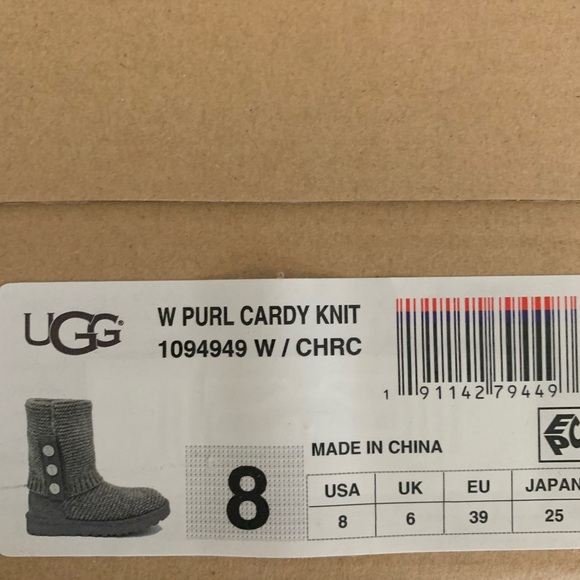 UGG®
W PURL CARDY KNIT
1094949 W / CHRC
1 91142 79449
8
MADE IN CHINA
USA UK EU JAPAN
8 6 39 25